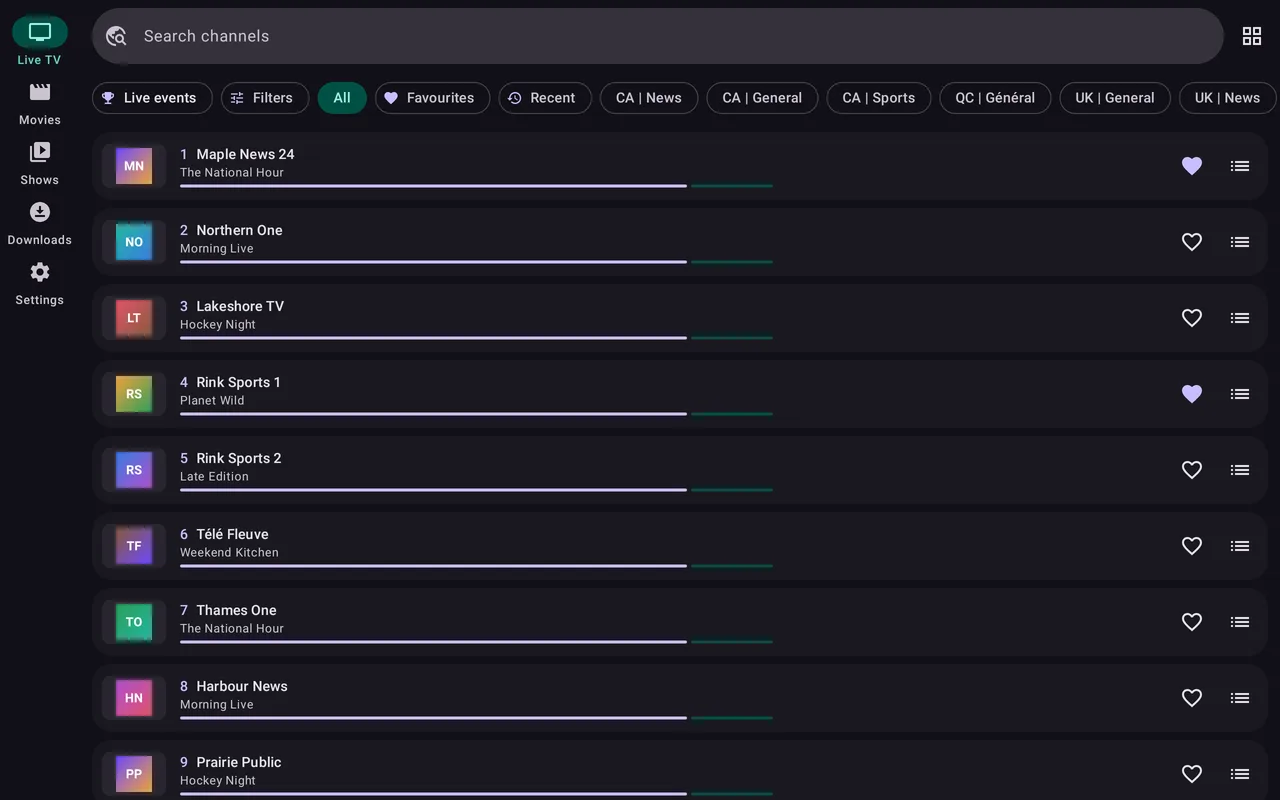 Live TV
Movies
Shows
Downloads
Settings
Search channels
Live events Filters All Favourites Recent CA | News CA | General CA | Sports QC | Général UK | General UK | News
MN 1 Maple News 24
The National Hour
NO 2 Northern One
Morning Live
LT 3 Lakeshore TV
Hockey Night
RS 4 Rink Sports 1
Planet Wild
RS 5 Rink Sports 2
Late Edition
TF 6 Télé Fleuve
Weekend Kitchen
TO 7 Thames One
The National Hour
HN 8 Harbour News
Morning Live
PP 9 Prairie Public
Hockey Night